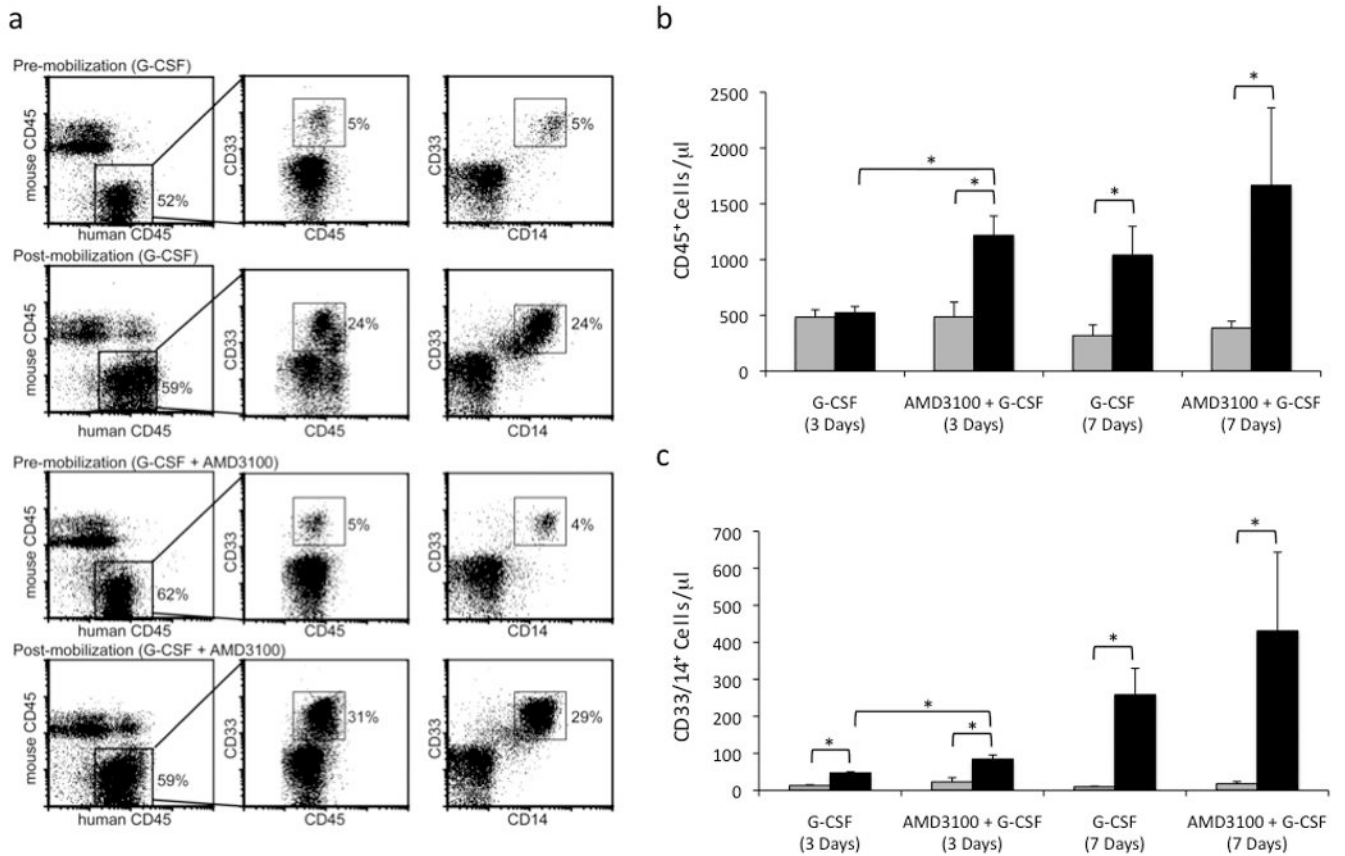 a
Pre-mobilization (G-CSF)
mouse CD45
52%
human CD45
CD33
5%
CD45
CD33
5%
CD14
Post-mobilization (G-CSF)
mouse CD45
59%
human CD45
CD33
24%
CD45
CD33
24%
CD14
Pre-mobilization (G-CSF + AMD3100)
mouse CD45
62%
human CD45
CD33
5%
CD45
CD33
4%
CD14
Post-mobilization (G-CSF + AMD3100)
mouse CD45
59%
human CD45
CD33
31%
CD45
CD33
29%
CD14
b
CD45⁺ Cells/μl
2500
2000
1500
1000
500
0
*
*
*
*
G-CSF
(3 Days)
AMD3100 + G-CSF
(3 Days)
G-CSF
(7 Days)
AMD3100 + G-CSF
(7 Days)
c
CD33/14⁺ Cells/μl
700
600
500
400
300
200
100
0
*
*
*
*
*
G-CSF
(3 Days)
AMD3100 + G-CSF
(3 Days)
G-CSF
(7 Days)
AMD3100 + G-CSF
(7 Days)